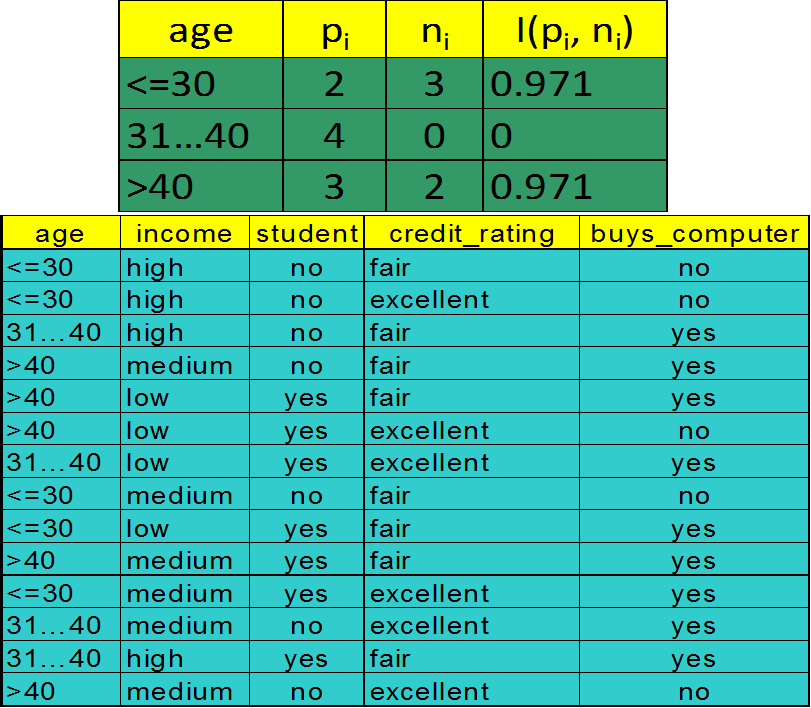 age pi ni I(pi, ni)
<=30 2 3 0.971
31…40 4 0 0
>40 3 2 0.971
age income student credit_rating buys_computer
<=30 high no fair no
<=30 high no excellent no
31…40 high no fair yes
>40 medium no fair yes
>40 low yes fair yes
>40 low yes excellent no
31…40 low yes excellent yes
<=30 medium no fair no
<=30 low yes fair yes
>40 medium yes fair yes
<=30 medium yes excellent yes
31…40 medium no excellent yes
31…40 high yes fair yes
>40 medium no excellent no